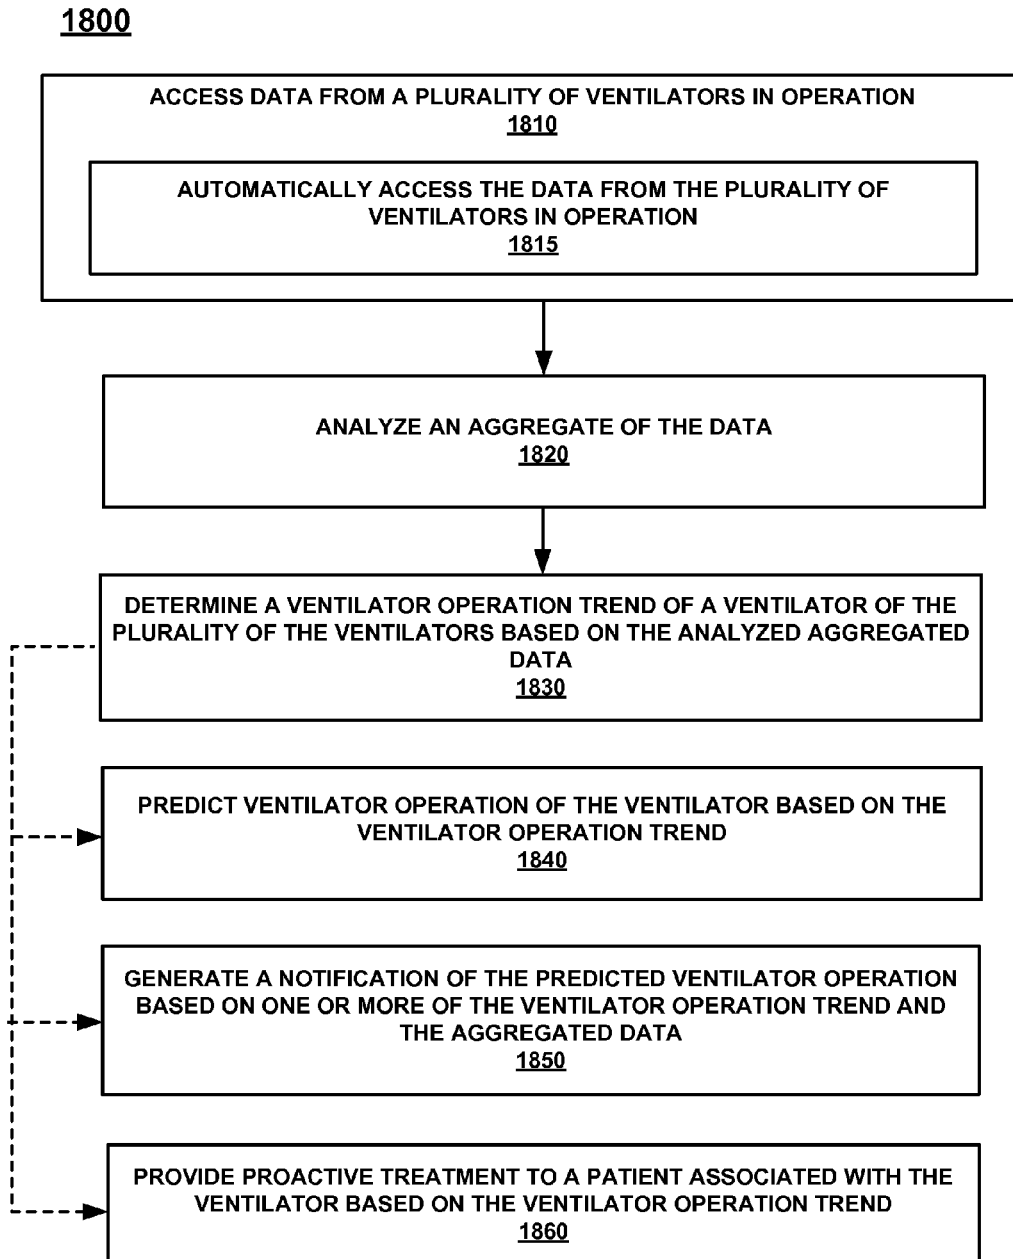 1800
ACCESS DATA FROM A PLURALITY OF VENTILATORS IN OPERATION
1810
AUTOMATICALLY ACCESS THE DATA FROM THE PLURALITY OF
VENTILATORS IN OPERATION
1815
ANALYZE AN AGGREGATE OF THE DATA
1820
DETERMINE A VENTILATOR OPERATION TREND OF A VENTILATOR OF THE
PLURALITY OF THE VENTILATORS BASED ON THE ANALYZED AGGREGATED
DATA
1830
PREDICT VENTILATOR OPERATION OF THE VENTILATOR BASED ON THE
VENTILATOR OPERATION TREND
1840
GENERATE A NOTIFICATION OF THE PREDICTED VENTILATOR OPERATION
BASED ON ONE OR MORE OF THE VENTILATOR OPERATION TREND AND
THE AGGREGATED DATA
1850
PROVIDE PROACTIVE TREATMENT TO A PATIENT ASSOCIATED WITH THE
VENTILATOR BASED ON THE VENTILATOR OPERATION TREND
1860